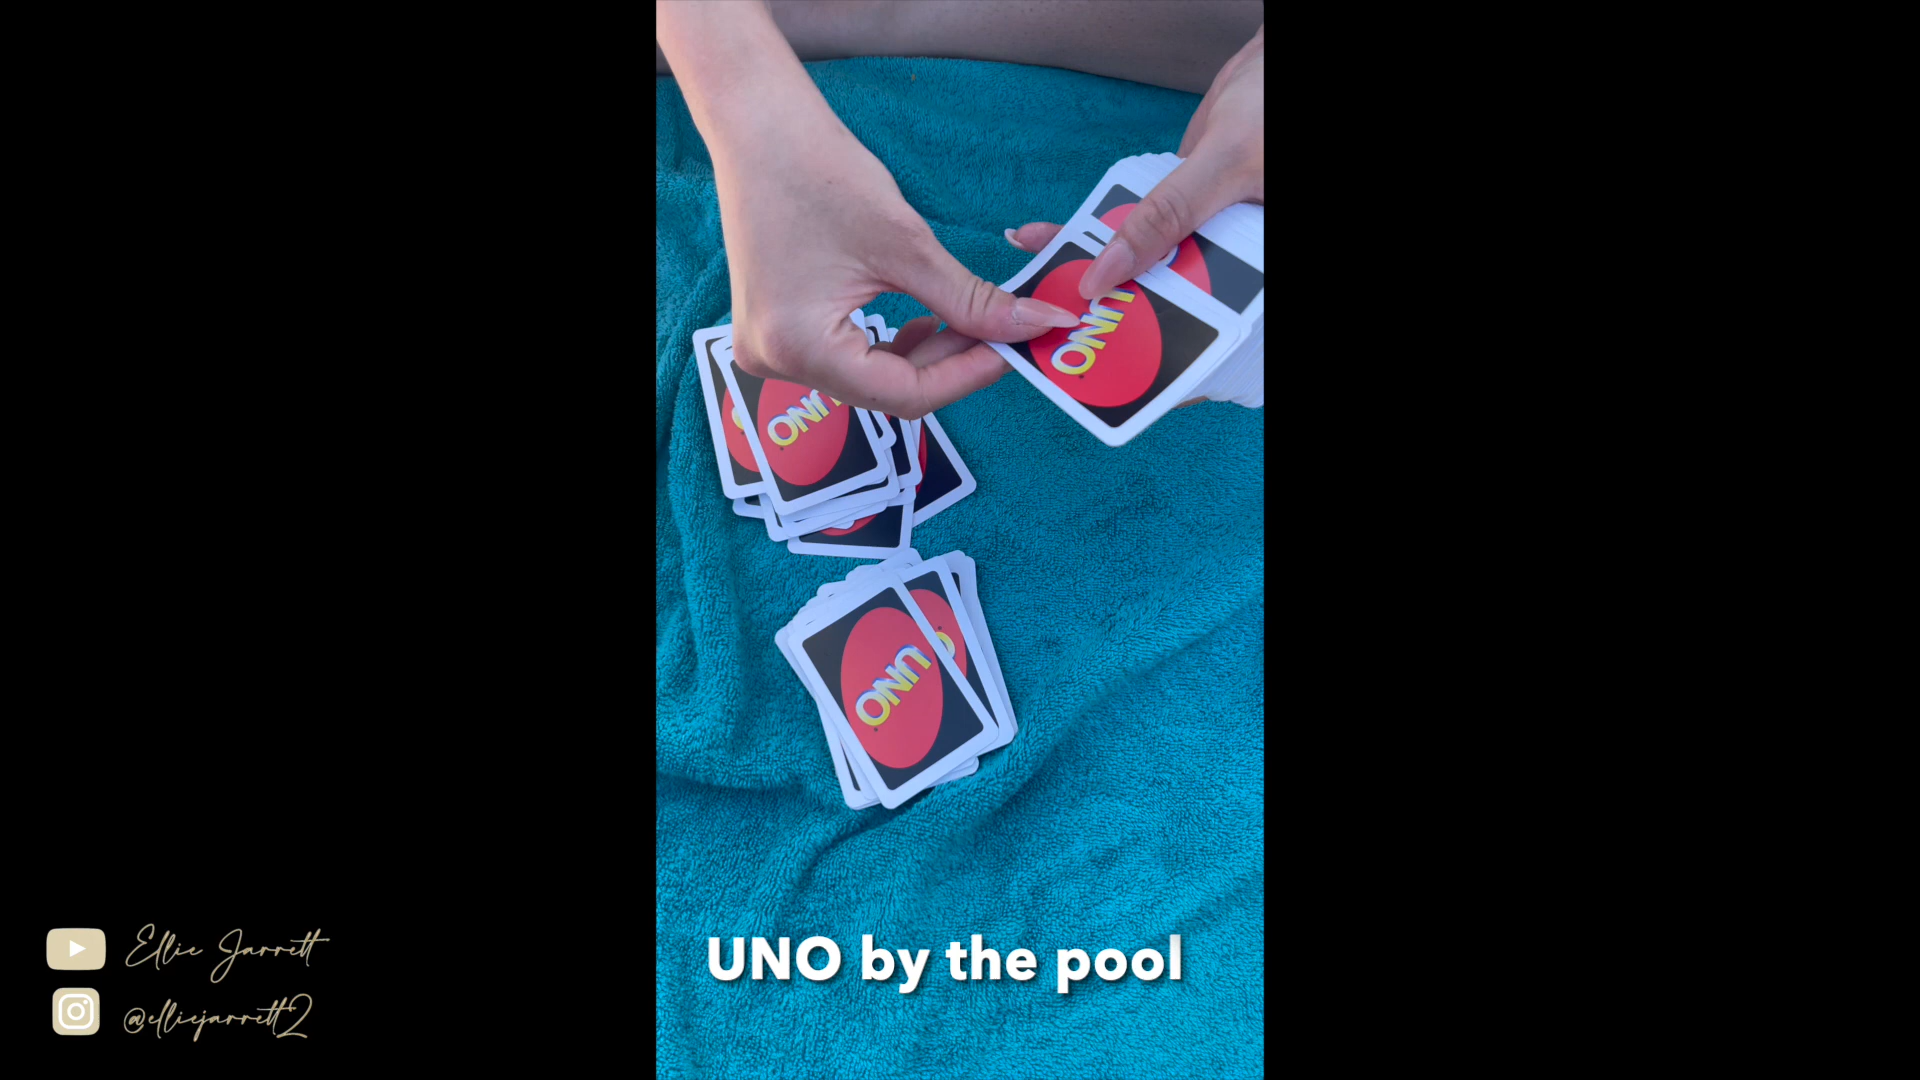 UNO
UNO
UNO
UNO by the pool
Ellie Jarrett
@elliejarrett2